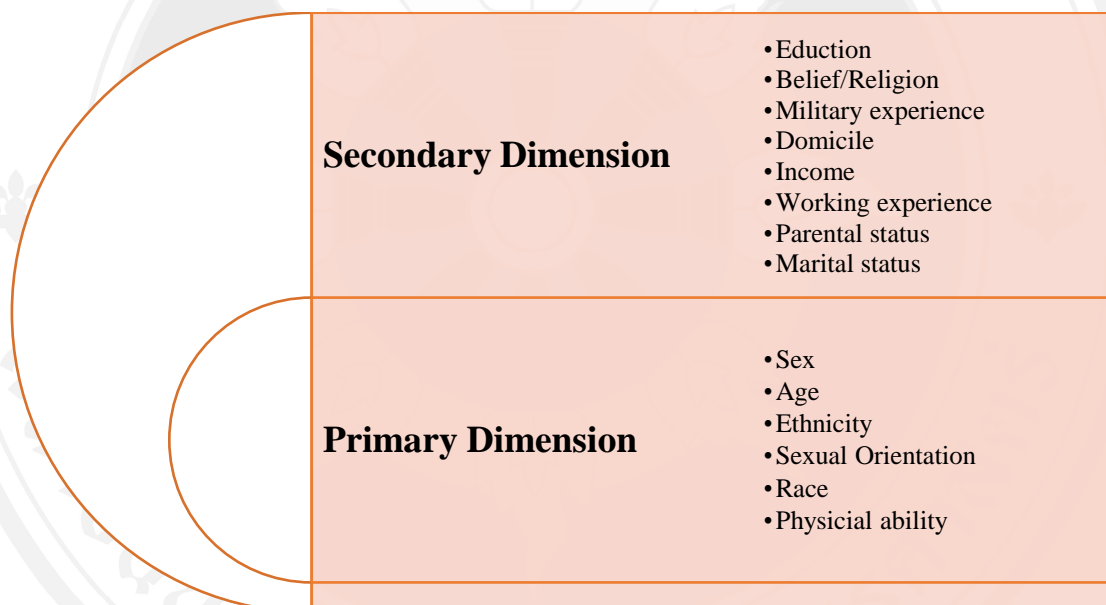 Secondary Dimension
•Eduction
•Belief/Religion
•Military experience
•Domicile
•Income
•Working experience
•Parental status
•Marital status
Primary Dimension
•Sex
•Age
•Ethnicity
•Sexual Orientation
•Race
•Physicial ability